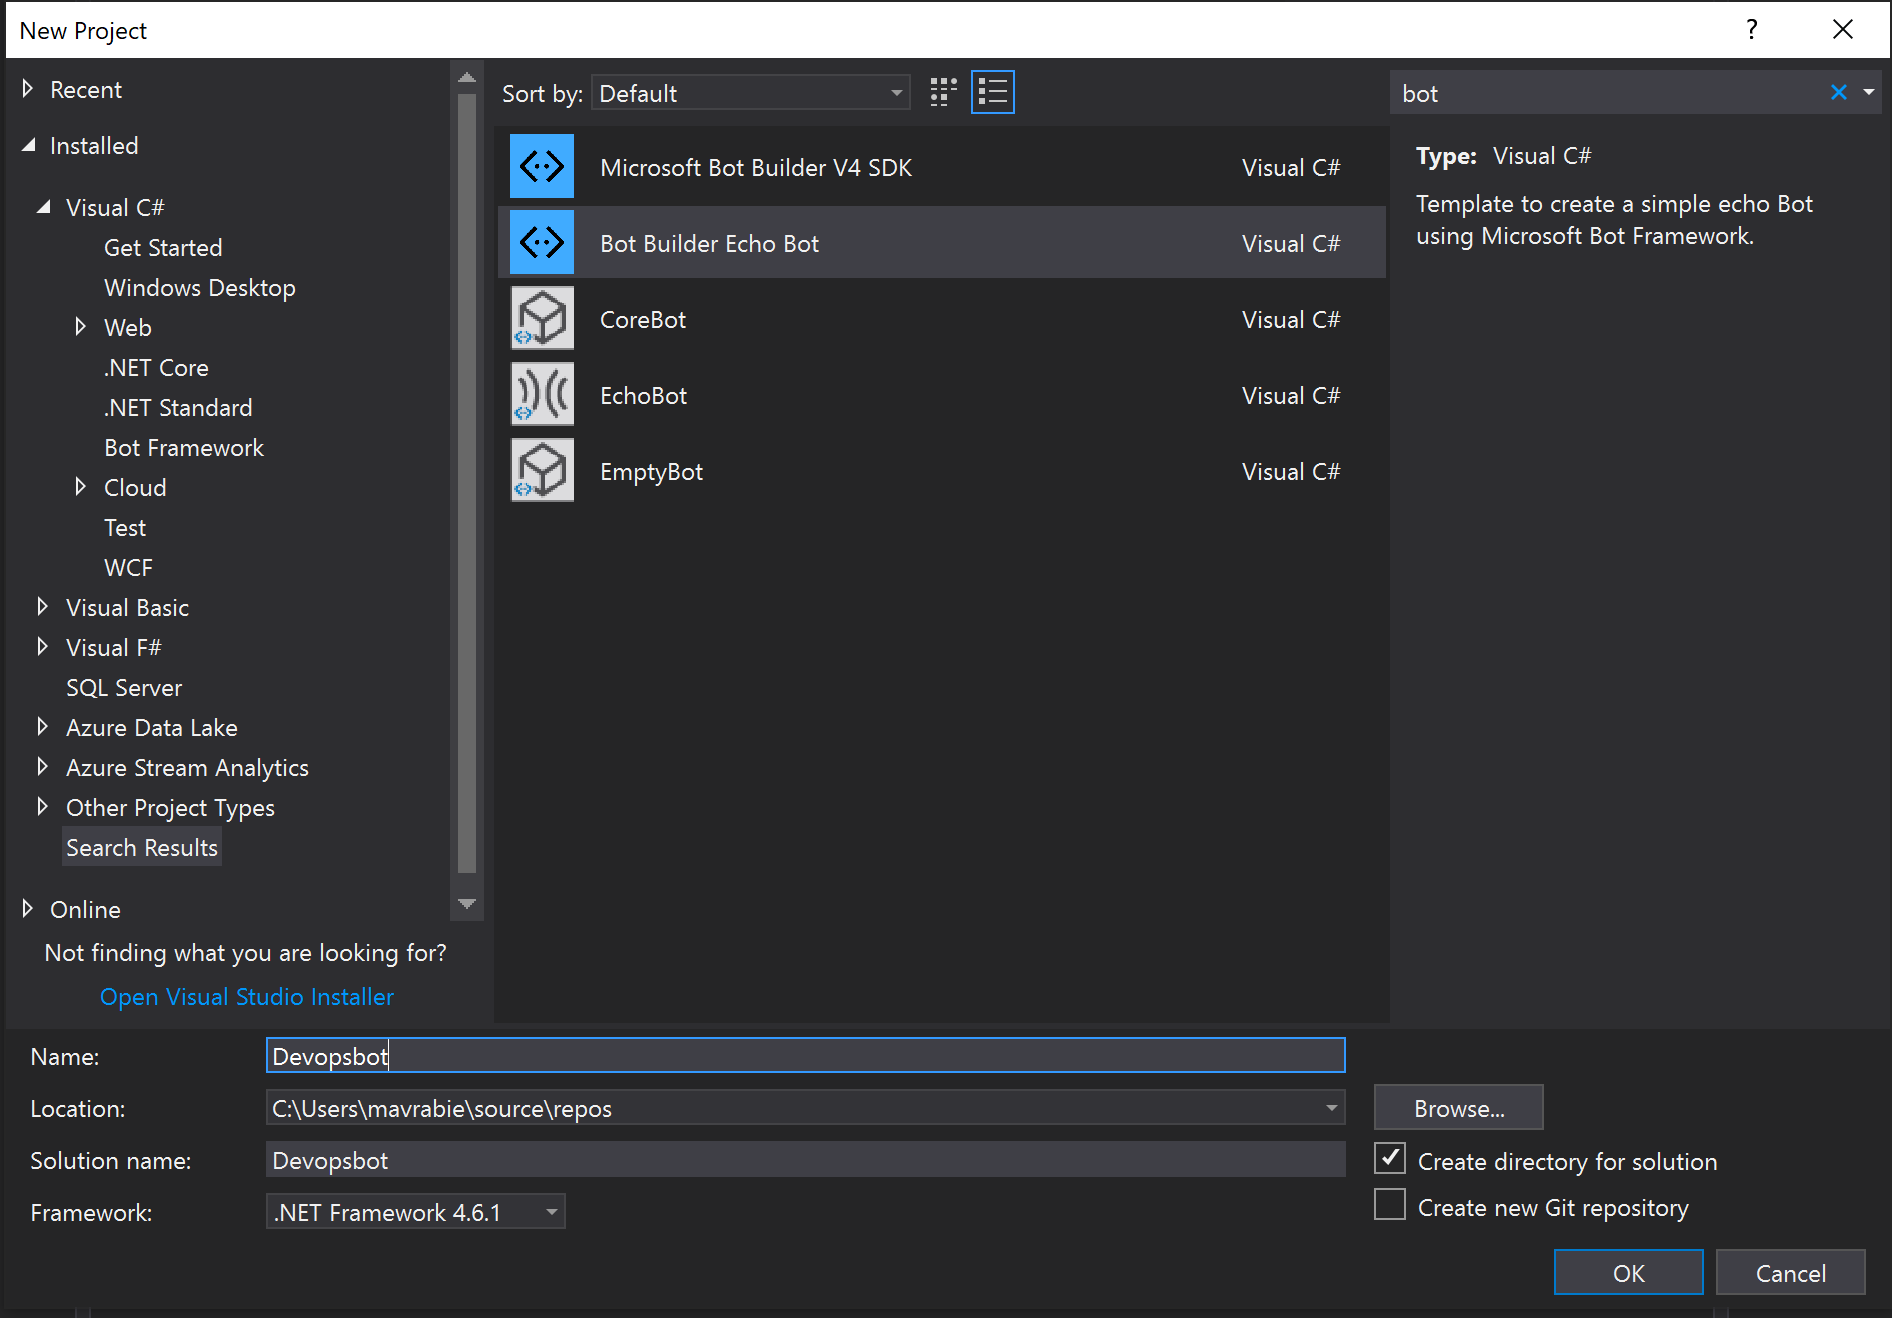 New Project
?
Recent
Installed
Visual C#
Get Started
Windows Desktop
Web
.NET Core
.NET Standard
Bot Framework
Cloud
Test
WCF
Visual Basic
Visual F#
SQL Server
Azure Data Lake
Azure Stream Analytics
Other Project Types
Search Results
Online
Not finding what you are looking for?
Open Visual Studio Installer
Sort by: Default
Microsoft Bot Builder V4 SDK Visual C#
Bot Builder Echo Bot Visual C#
CoreBot Visual C#
EchoBot Visual C#
EmptyBot Visual C#
bot
Type: Visual C#
Template to create a simple echo Bot
using Microsoft Bot Framework.
Name: Devopsbot
Location: C:\Users\mavrabie\source\repos
Browse...
Solution name: Devopsbot
Create directory for solution
Framework: .NET Framework 4.6.1
Create new Git repository
OK Cancel